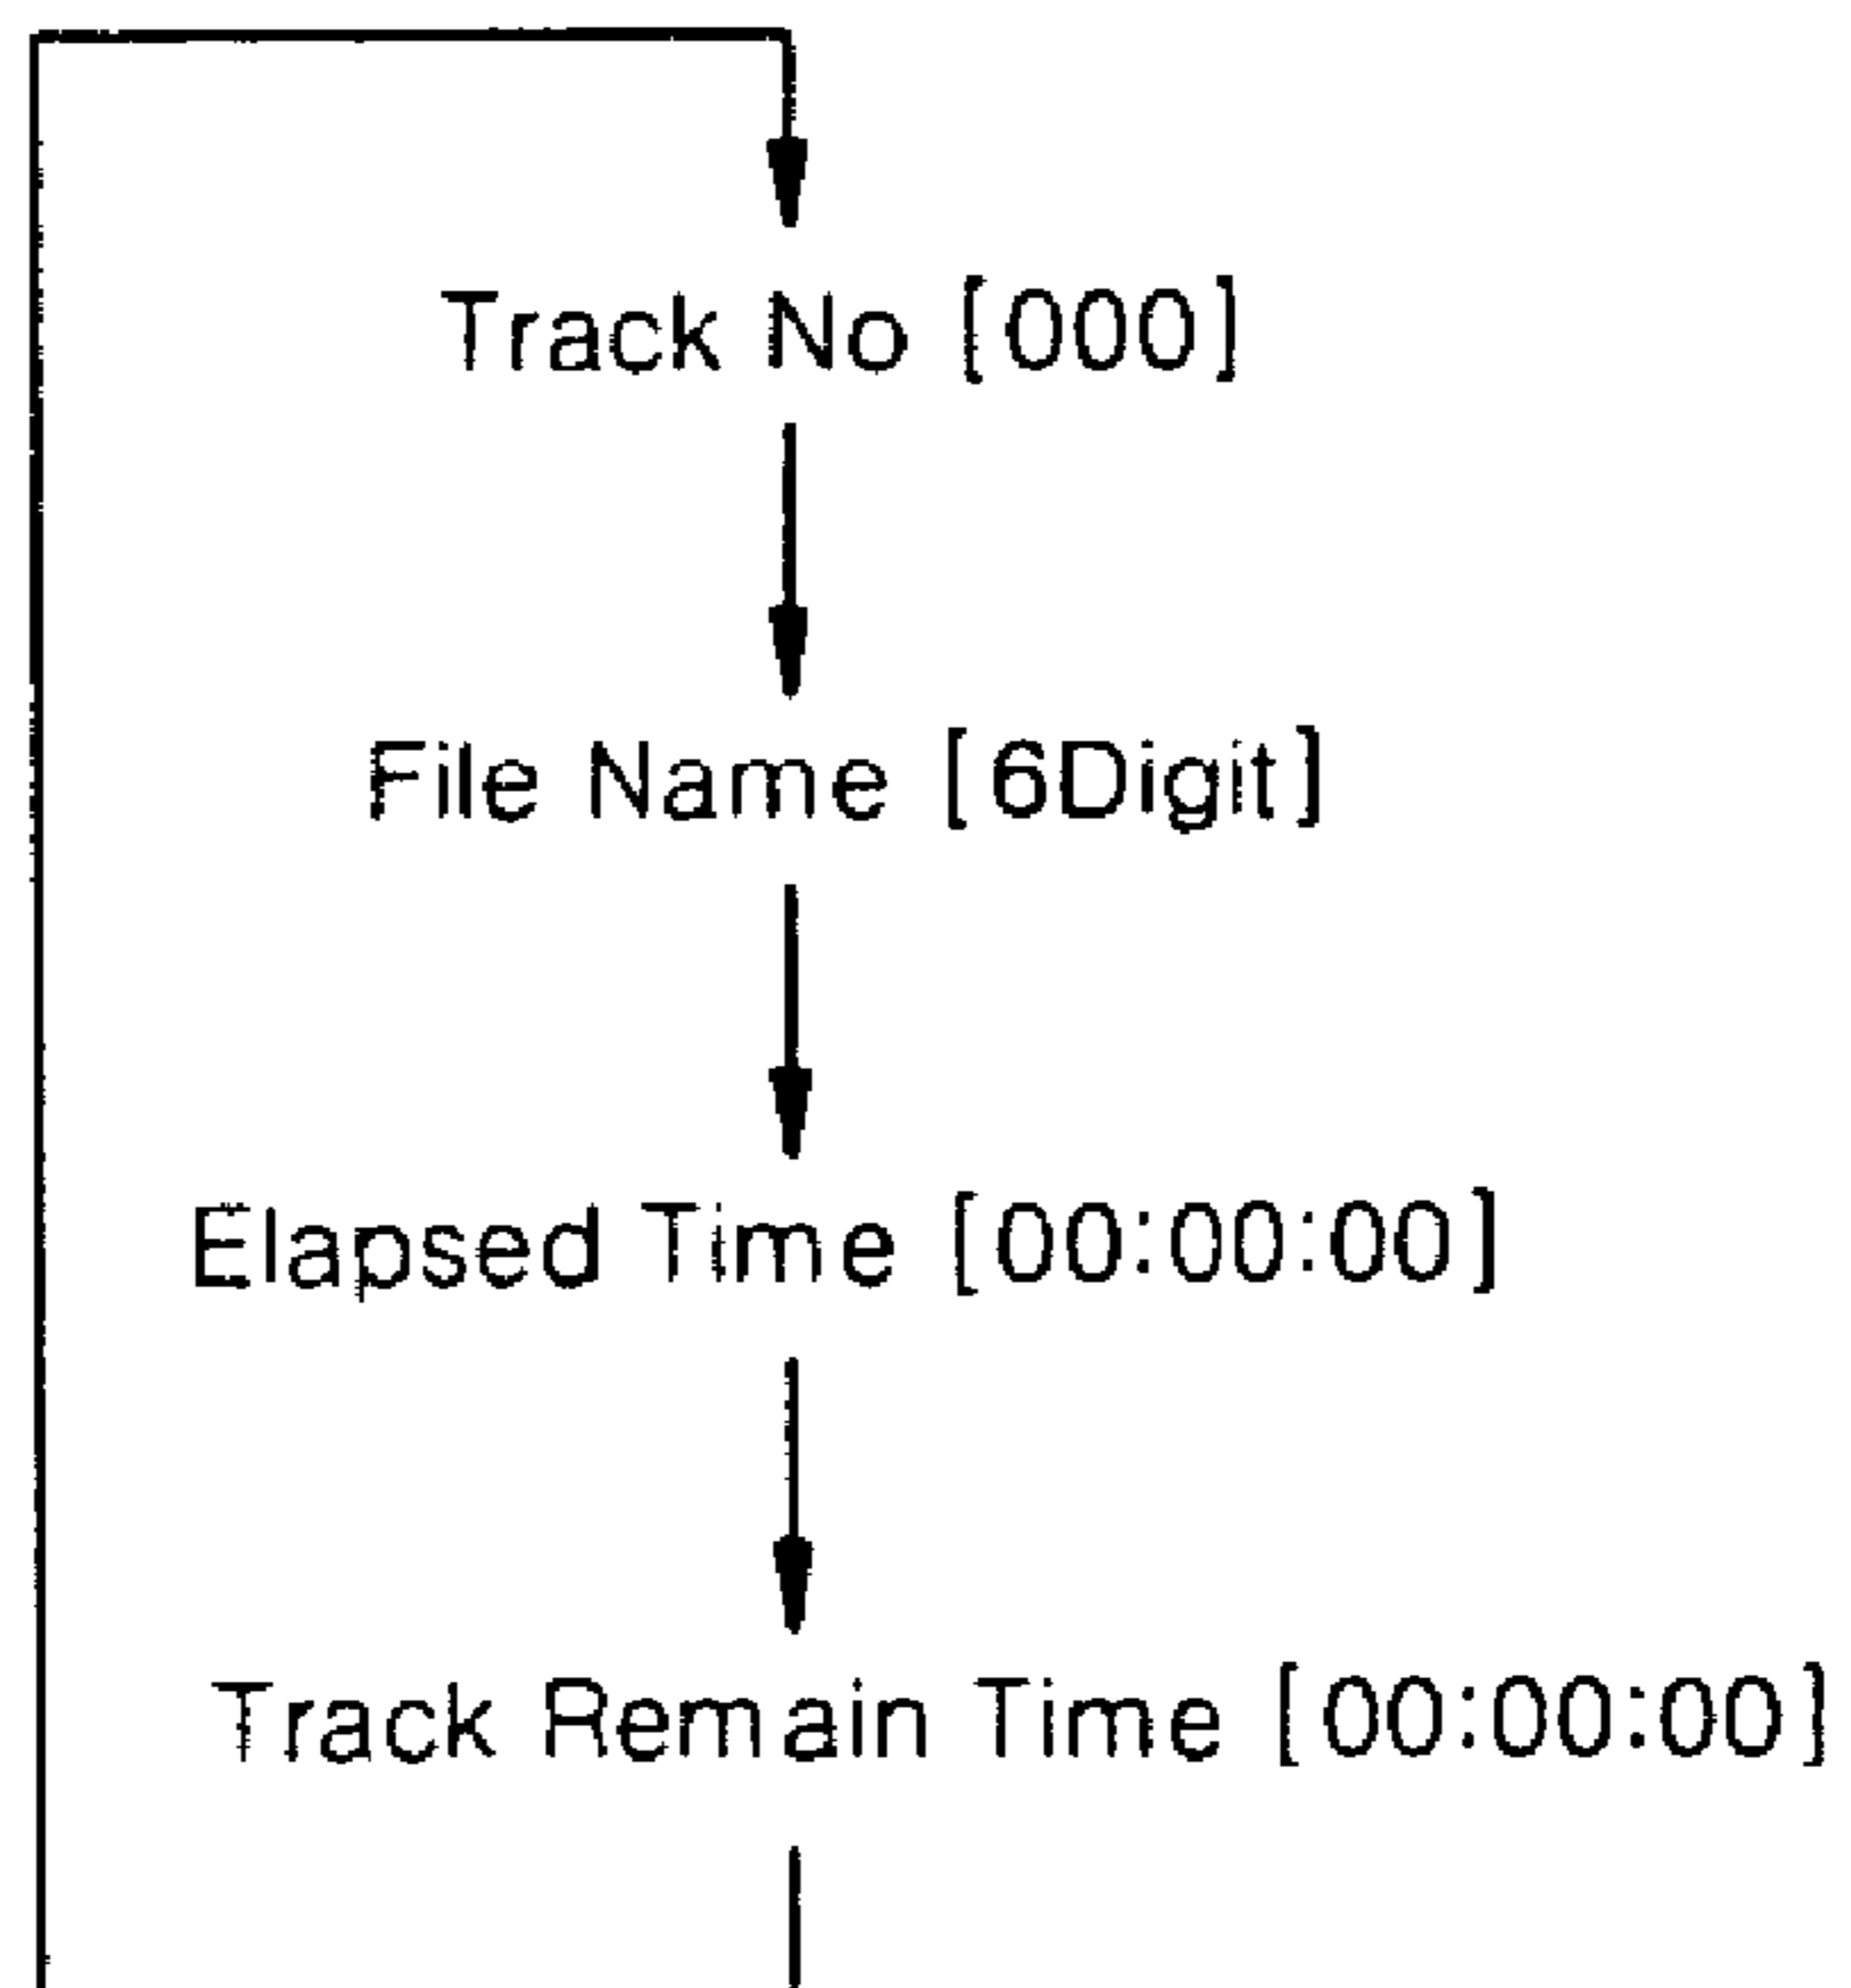 Track No [000]
File Name [6Digit]
Elapsed Time [00:00:00]
Track Remain Time [00:00:00]